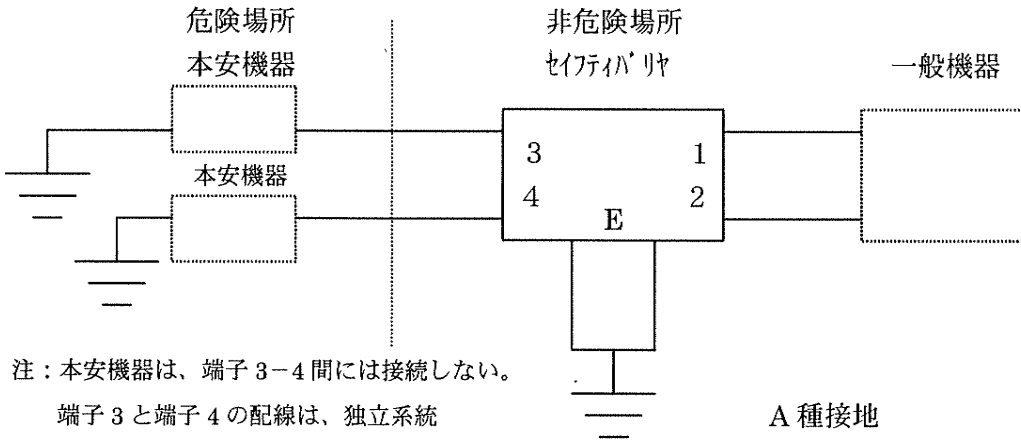 危険場所
本安機器
本安機器
非危険場所
ｾｲﾌﾃｨﾊﾞﾘﾔ
一般機器
3
4
1
2
E
注：本安機器は、端子3－4間には接続しない。
端子3と端子4の配線は、独立系統
A種接地